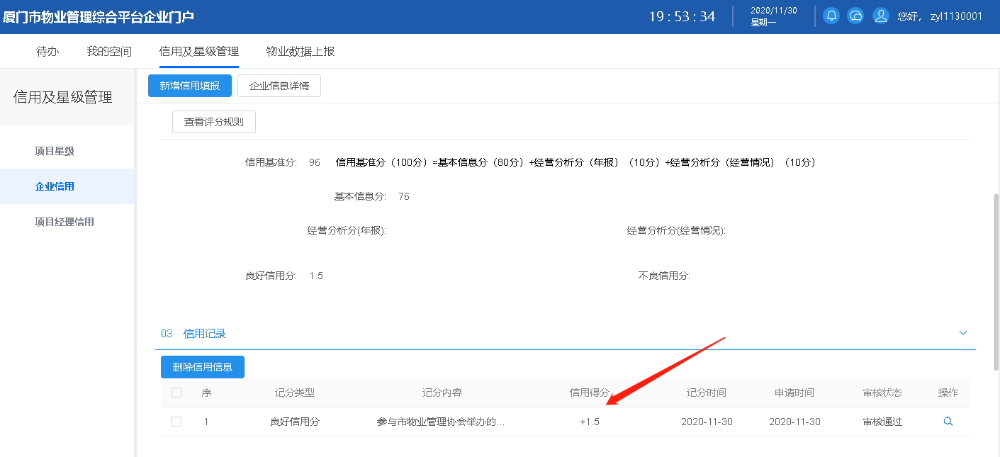 厦门市物业管理综合平台企业门户
19:53:34
2020/11/30
星期一
您好, zyl1130001
待办 我的空间 信用及星级管理 物业数据上报
信用及星级管理
项目星级
企业信用
项目经理信用
新增信用填报 企业信息详情
查看评分规则
信用基准分: 96 信用基准分（100分）=基本信息分（80分）+经营分析分（年报）（10分）+经营分析分（经营情况）（10分）
基本信息分: 76
经营分析分(年报): 经营分析分(经营情况):
良好信用分: 1.5 不良信用分:
03 信用记录
删除信用信息
序 记分类型 记分内容 信用得分 记分时间 申请时间 审核状态 操作
1 良好信用分 参与市物业管理协会举办的... +1.5 2020-11-30 2020-11-30 审核通过